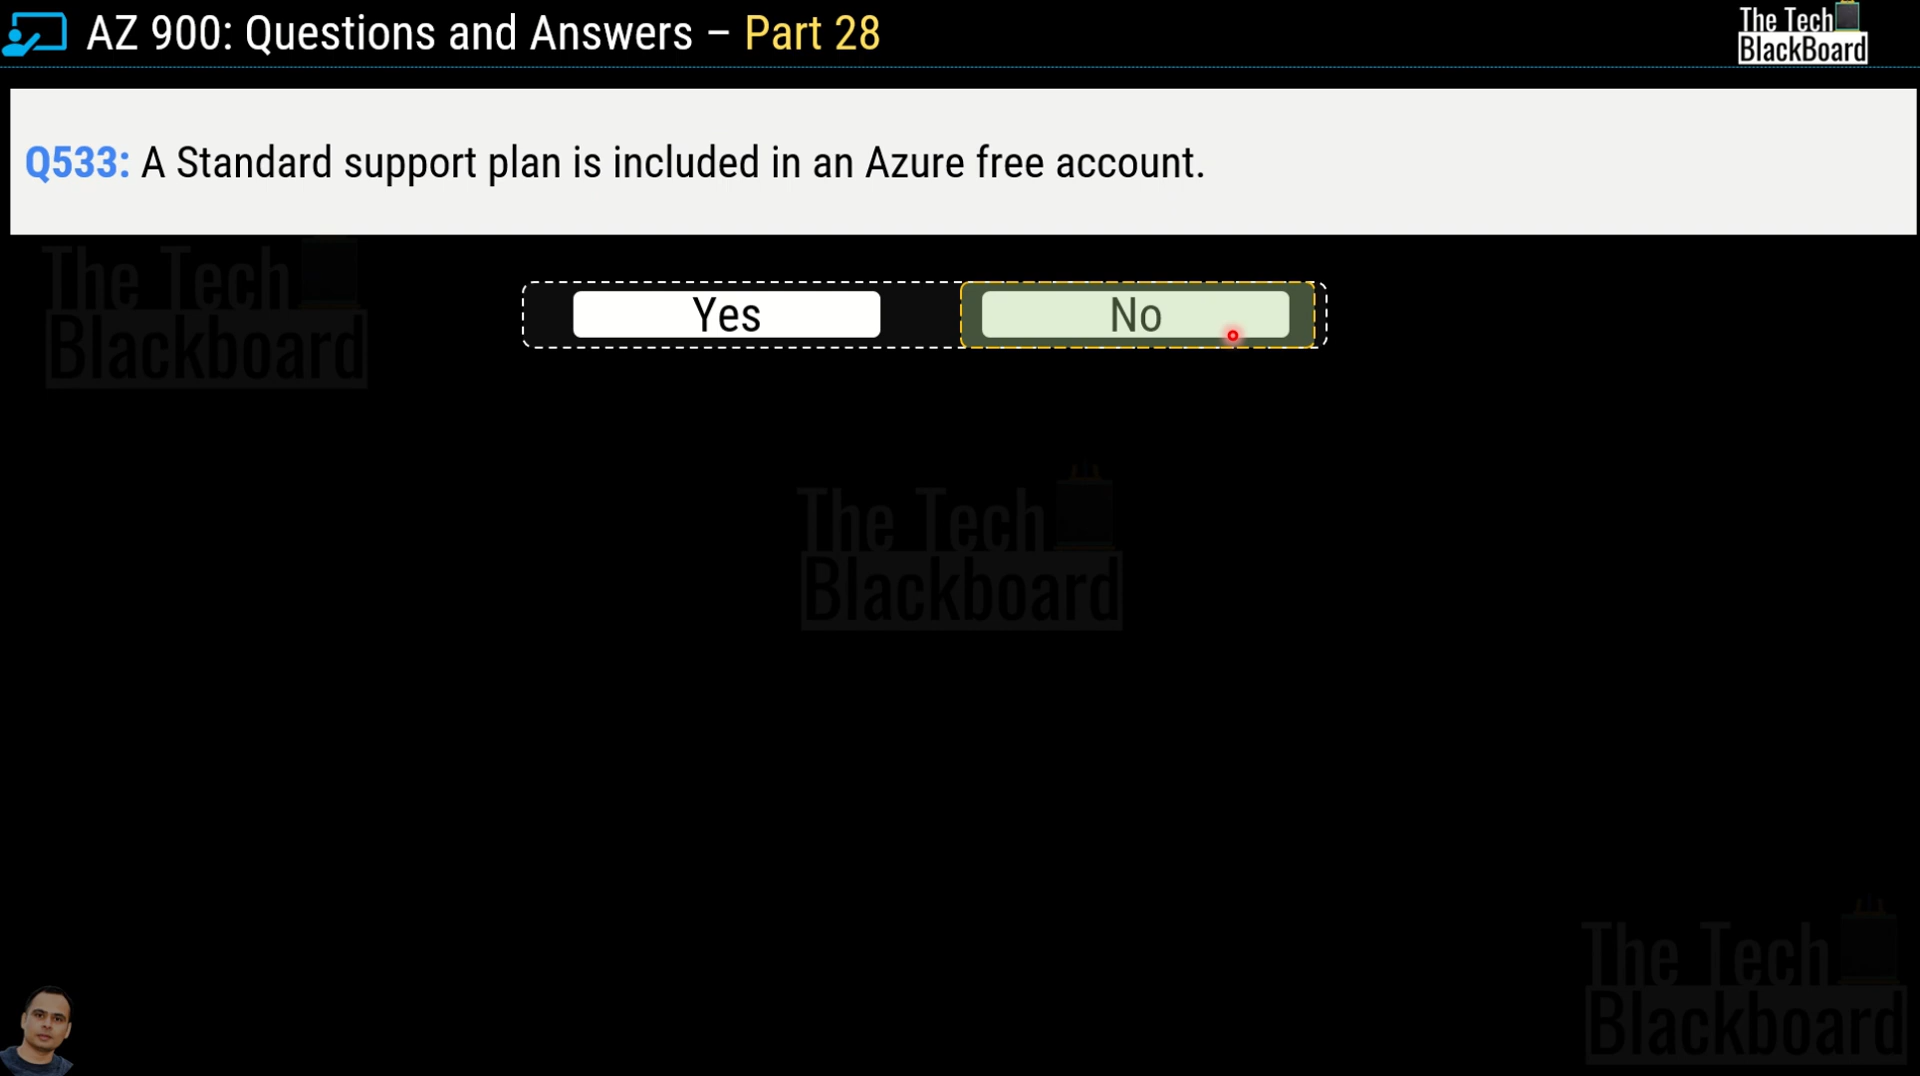 AZ 900: Questions and Answers – Part 28
The Tech
BlackBoard
Q533: A Standard support plan is included in an Azure free account.
Yes
No
The Tech
Blackboard
The Tech
Blackboard
The Tech
Blackboard